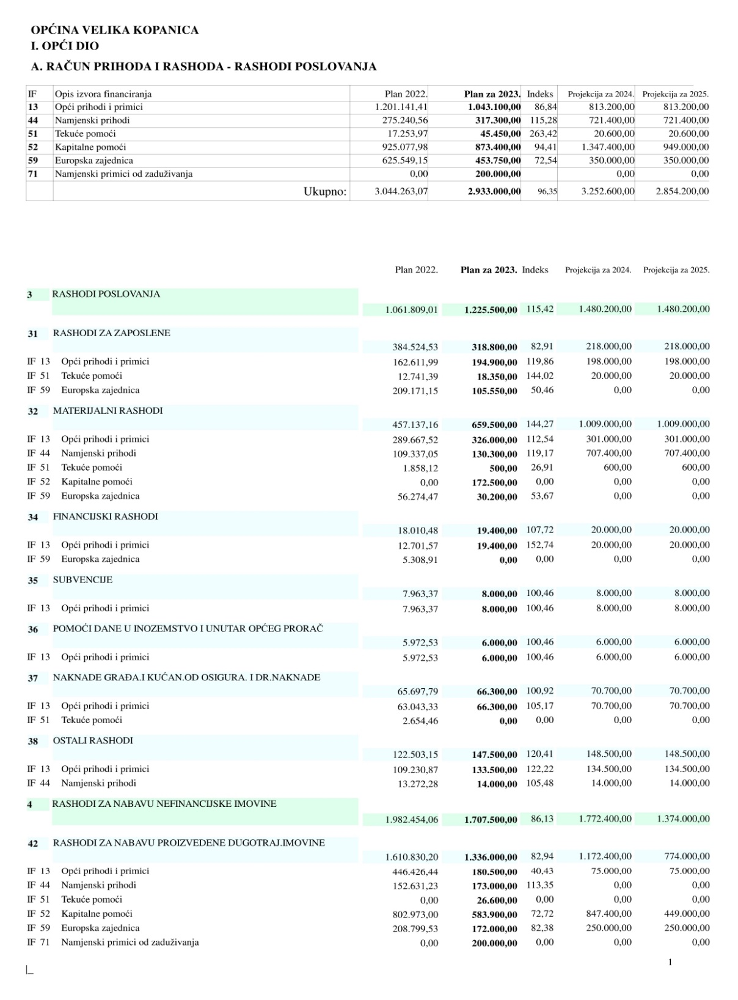 OPĆINA VELIKA KOPANICA
I. OPĆI DIO
A. RAČUN PRIHODA I RASHODA - RASHODI POSLOVANJA
IF Opis izvora financiranja Plan 2022. Plan za 2023. Indeks Projekcija za 2024. Projekcija za 2025.
13 Opći prihodi i primici 1.201.141,41 1.043.100,00 86,84 813.200,00 813.200,00
44 Namjenski prihodi 275.240,56 317.300,00 115,28 721.400,00 721.400,00
51 Tekuće pomoći 17.253,97 45.450,00 263,42 20.600,00 20.600,00
52 Kapitalne pomoći 925.077,98 873.400,00 94,41 1.347.400,00 949.000,00
59 Europska zajednica 625.549,15 453.750,00 72,54 350.000,00 350.000,00
71 Namjenski primici od zaduživanja 0,00 200.000,00 0,00 0,00
Ukupno: 3.044.263,07 2.933.000,00 96,35 3.252.600,00 2.854.200,00
Plan 2022. Plan za 2023. Indeks Projekcija za 2024. Projekcija za 2025.
3 RASHODI POSLOVANJA
1.061.809,01 1.225.500,00 115,42 1.480.200,00 1.480.200,00
31 RASHODI ZA ZAPOSLENE
384.524,53 318.800,00 82,91 218.000,00 218.000,00
IF 13 Opći prihodi i primici 162.611,99 194.900,00 119,86 198.000,00 198.000,00
IF 51 Tekuće pomoći 12.741,39 18.350,00 144,02 20.000,00 20.000,00
IF 59 Europska zajednica 209.171,15 105.550,00 50,46 0,00 0,00
32 MATERIJALNI RASHODI
457.137,16 659.500,00 144,27 1.009.000,00 1.009.000,00
IF 13 Opći prihodi i primici 289.667,52 326.000,00 112,54 301.000,00 301.000,00
IF 44 Namjenski prihodi 109.337,05 130.300,00 119,17 707.400,00 707.400,00
IF 51 Tekuće pomoći 1.858,12 500,00 26,91 600,00 600,00
IF 52 Kapitalne pomoći 0,00 172.500,00 0,00 0,00 0,00
IF 59 Europska zajednica 56.274,47 30.200,00 53,67 0,00 0,00
34 FINANCIJSKI RASHODI
18.010,48 19.400,00 107,72 20.000,00 20.000,00
IF 13 Opći prihodi i primici 12.701,57 19.400,00 152,74 20.000,00 20.000,00
IF 59 Europska zajednica 5.308,91 0,00 0,00 0,00 0,00
35 SUBVENCIJE
7.963,37 8.000,00 100,46 8.000,00 8.000,00
IF 13 Opći prihodi i primici 7.963,37 8.000,00 100,46 8.000,00 8.000,00
36 POMOĆI DANE U INOZEMSTVO I UNUTAR OPĆEG PRORAČ
5.972,53 6.000,00 100,46 6.000,00 6.000,00
IF 13 Opći prihodi i primici 5.972,53 6.000,00 100,46 6.000,00 6.000,00
37 NAKNADE GRAĐA.I KUĆAN.OD OSIGURA. I DR.NAKNADE
65.697,79 66.300,00 100,92 70.700,00 70.700,00
IF 13 Opći prihodi i primici 63.043,33 66.300,00 105,17 70.700,00 70.700,00
IF 51 Tekuće pomoći 2.654,46 0,00 0,00 0,00 0,00
38 OSTALI RASHODI
122.503,15 147.500,00 120,41 148.500,00 148.500,00
IF 13 Opći prihodi i primici 109.230,87 133.500,00 122,22 134.500,00 134.500,00
IF 44 Namjenski prihodi 13.272,28 14.000,00 105,48 14.000,00 14.000,00
4 RASHODI ZA NABAVU NEFINANCIJSKE IMOVINE
1.982.454,06 1.707.500,00 86,13 1.772.400,00 1.374.000,00
42 RASHODI ZA NABAVU PROIZVEDENE DUGOTRAJ.IMOVINE
1.610.830,20 1.336.000,00 82,94 1.172.400,00 774.000,00
IF 13 Opći prihodi i primici 446.426,44 180.500,00 40,43 75.000,00 75.000,00
IF 44 Namjenski prihodi 152.631,23 173.000,00 113,35 0,00 0,00
IF 51 Tekuće pomoći 0,00 26.600,00 0,00 0,00 0,00
IF 52 Kapitalne pomoći 802.973,00 583.900,00 72,72 847.400,00 449.000,00
IF 59 Europska zajednica 208.799,53 172.000,00 82,38 250.000,00 250.000,00
IF 71 Namjenski primici od zaduživanja 0,00 200.000,00 0,00 0,00 0,00
1
|_